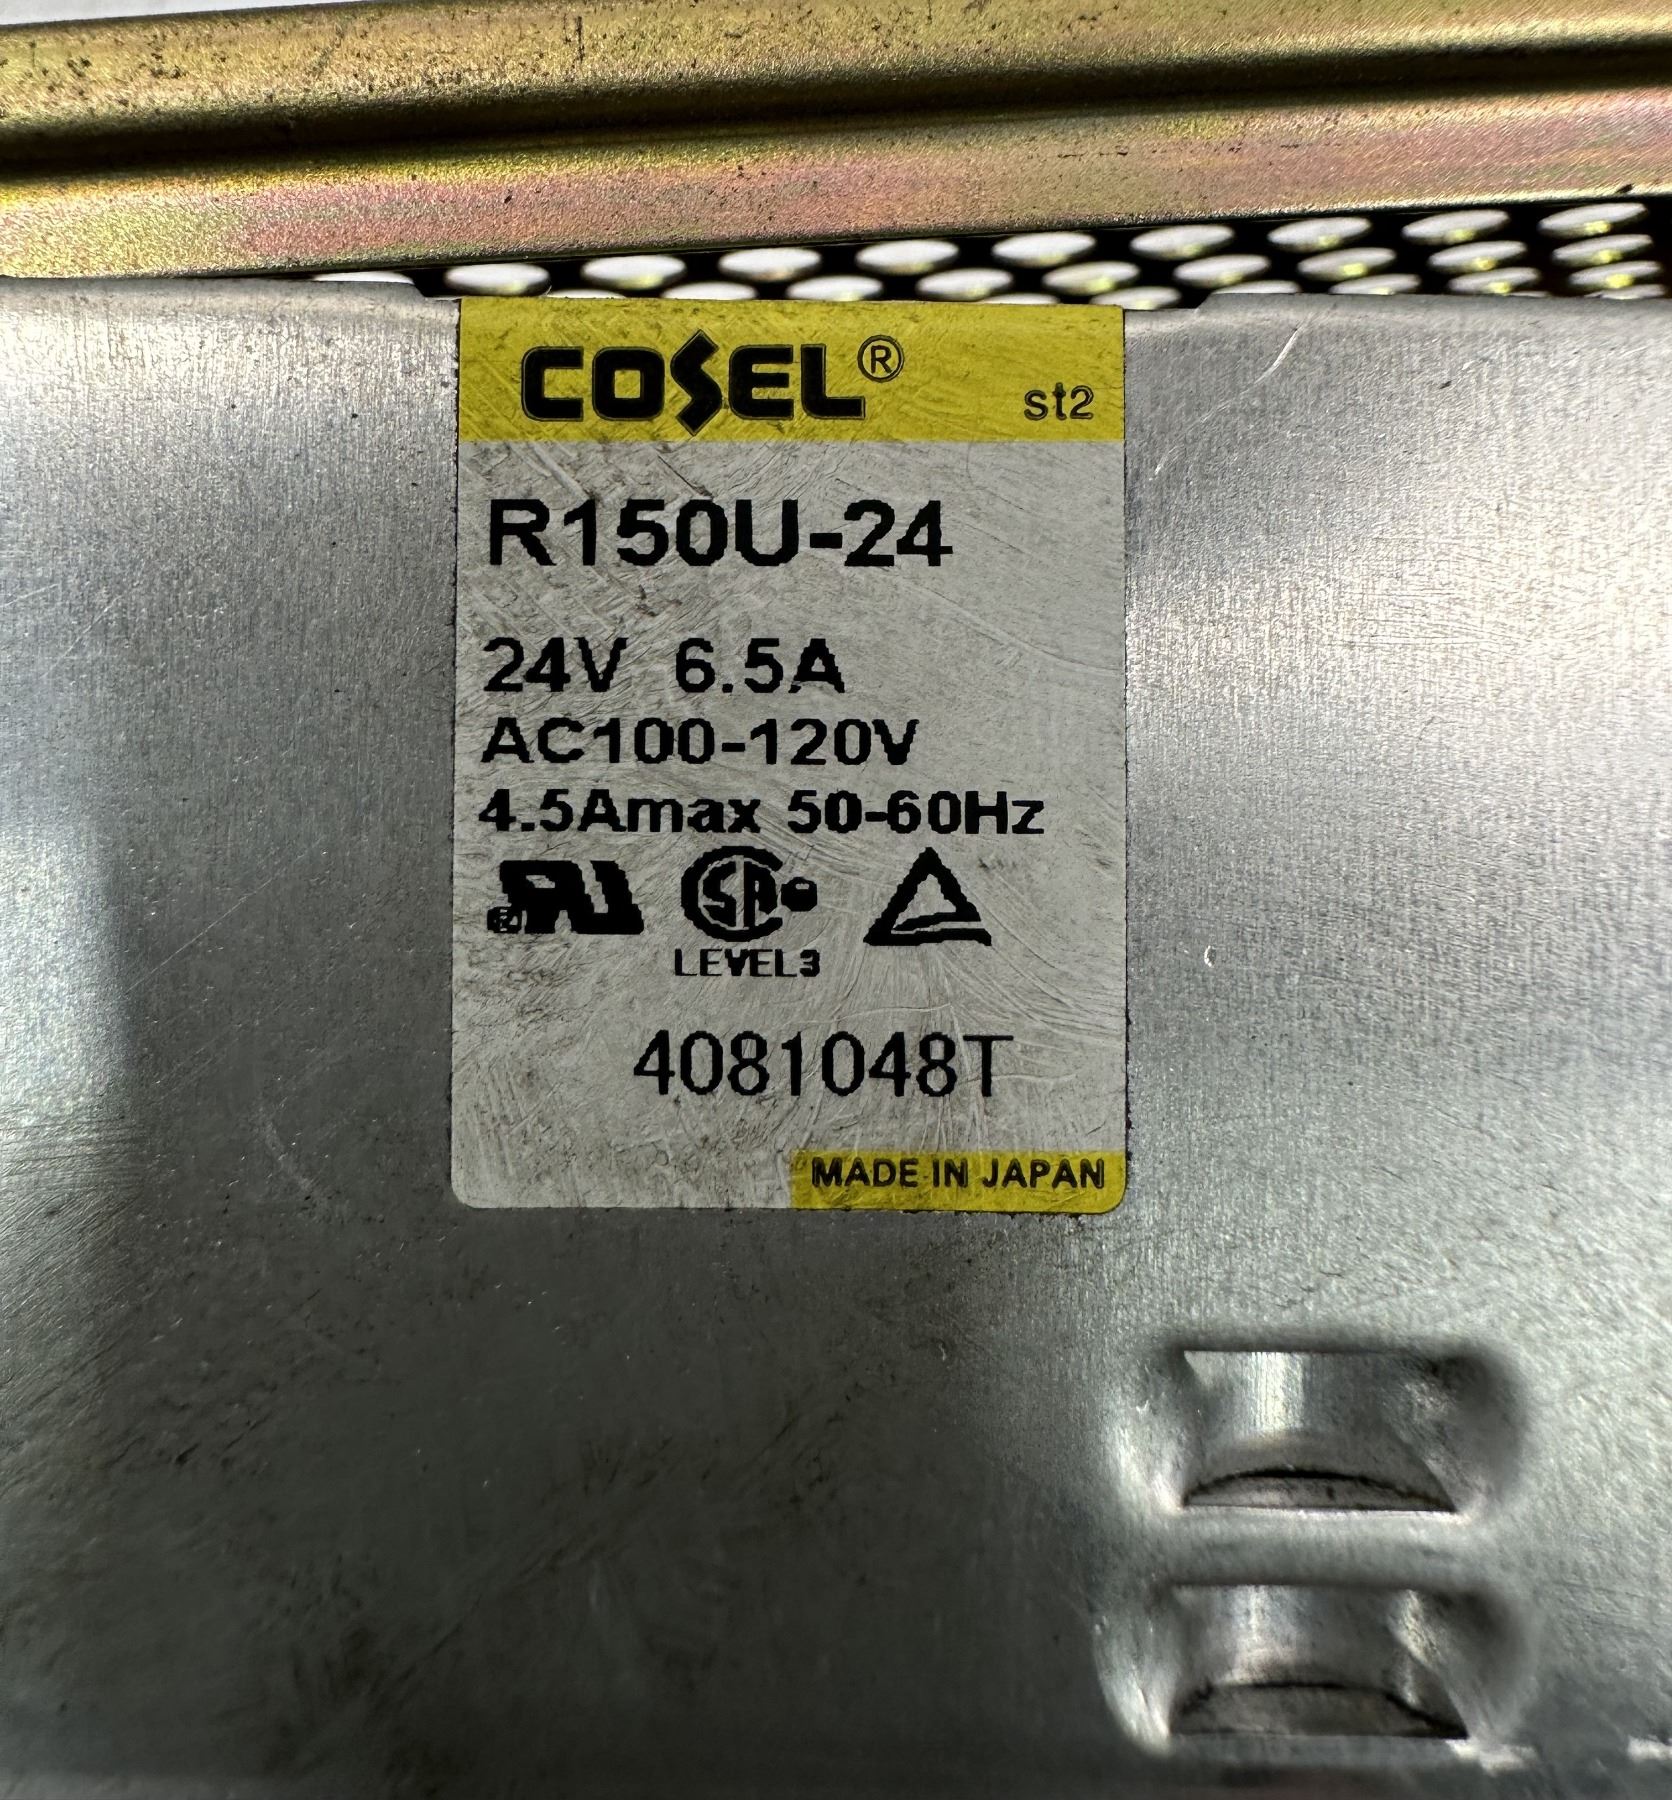 COSEL®
st2
R150U-24
24V 6.5A
AC100-120V
4.5Amax 50-60Hz
LEVEL3
4081048T
MADE IN JAPAN